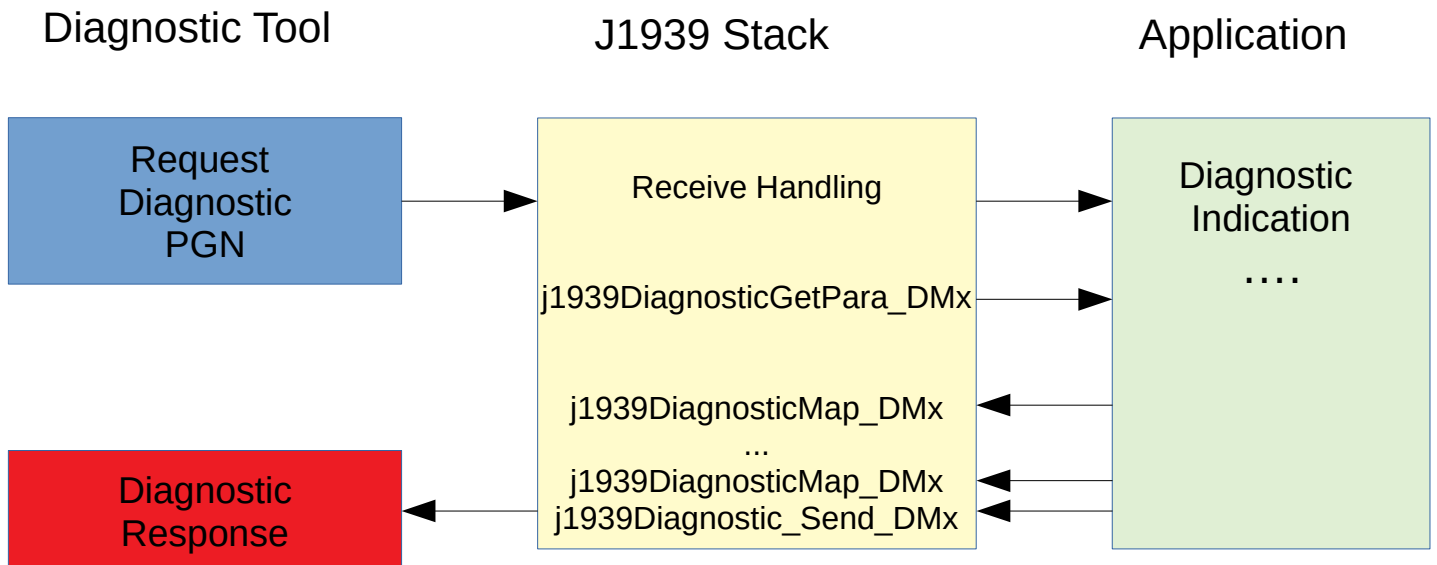 Diagnostic Tool
J1939 Stack
Application
Request
Diagnostic
PGN
Receive Handling
j1939DiagnosticGetPara_DMx
j1939DiagnosticMap_DMx
...
j1939DiagnosticMap_DMx
j1939Diagnostic_Send_DMx
Diagnostic
Indication
....
Diagnostic
Response